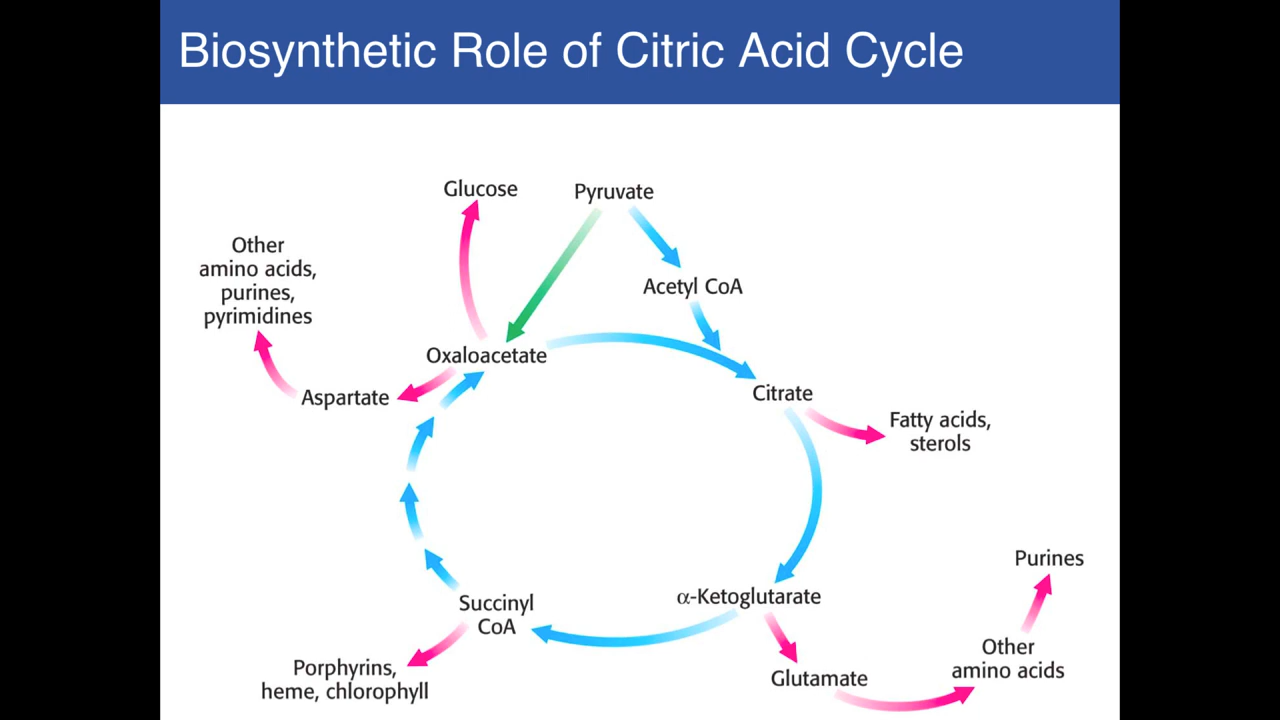 Biosynthetic Role of Citric Acid Cycle
Glucose
Pyruvate
Other
amino acids,
purines,
pyrimidines
Acetyl CoA
Oxaloacetate
Aspartate
Citrate
Fatty acids,
sterols
Purines
α-Ketoglutarate
Succinyl
CoA
Other
amino acids
Porphyrins,
heme, chlorophyll
Glutamate